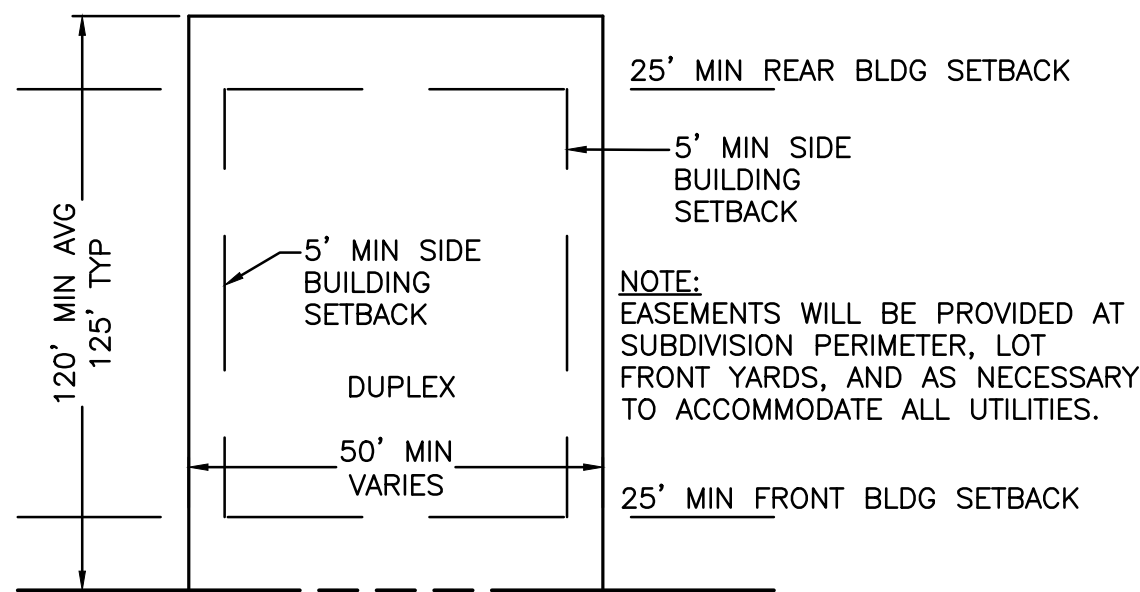 25' MIN REAR BLDG SETBACK
5' MIN SIDE
BUILDING
SETBACK
120' MIN AVG
125' TYP
5' MIN SIDE
BUILDING
SETBACK
NOTE:
EASEMENTS WILL BE PROVIDED AT
SUBDIVISION PERIMETER, LOT
FRONT YARDS, AND AS NECESSARY
TO ACCOMMODATE ALL UTILITIES.
DUPLEX
50' MIN
VARIES
25' MIN FRONT BLDG SETBACK